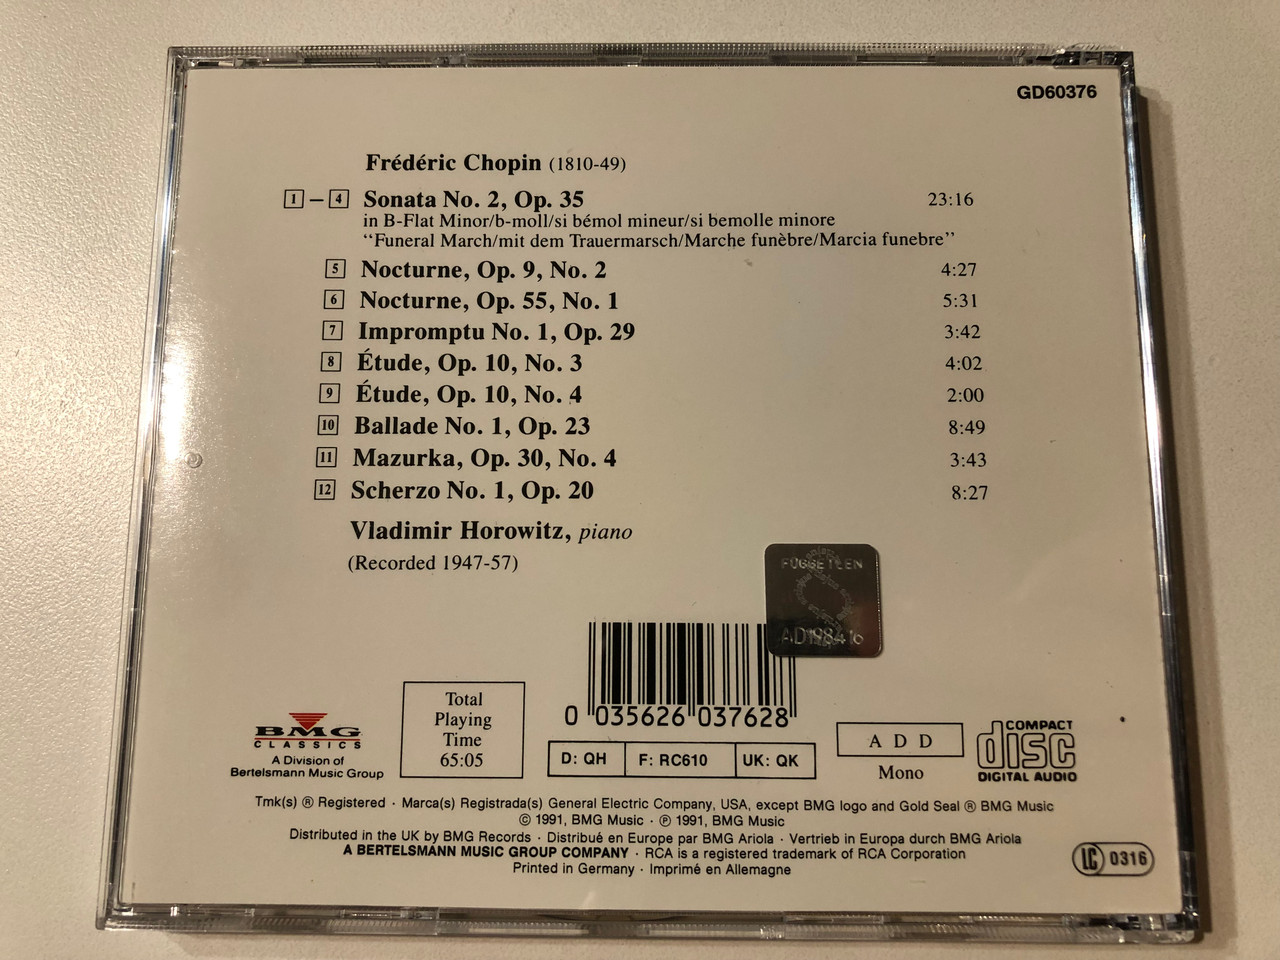 GD60376
Frédéric Chopin (1810-49)
1 – 4 Sonata No. 2, Op. 35 23:16
in B-Flat Minor/b-moll/si bémol mineur/si bemolle minore
“Funeral March/mit dem Trauermarsch/Marche funèbre/Marcia funebre”
5 Nocturne, Op. 9, No. 2 4:27
6 Nocturne, Op. 55, No. 1 5:31
7 Impromptu No. 1, Op. 29 3:42
8 Étude, Op. 10, No. 3 4:02
9 Étude, Op. 10, No. 4 2:00
10 Ballade No. 1, Op. 23 8:49
11 Mazurka, Op. 30, No. 4 3:43
12 Scherzo No. 1, Op. 20 8:27
Vladimir Horowitz, piano
(Recorded 1947-57)
FÜGGETLEN
AD198416
BMG
CLASSICS
A Division of
Bertelsmann Music Group
Total
Playing
Time
65:05
0 035626 037628
D: QH F: RC610 UK: QK
A D D
Mono
COMPACT
disc
DIGITAL AUDIO
Tmk(s) ® Registered · Marca(s) Registrada(s) General Electric Company, USA, except BMG logo and Gold Seal ® BMG Music
© 1991, BMG Music · ℗ 1991, BMG Music
Distributed in the UK by BMG Records · Distribué en Europe par BMG Ariola · Vertrieb in Europa durch BMG Ariola
A BERTELSMANN MUSIC GROUP COMPANY · RCA is a registered trademark of RCA Corporation
Printed in Germany · Imprimé en Allemagne
LC 0316